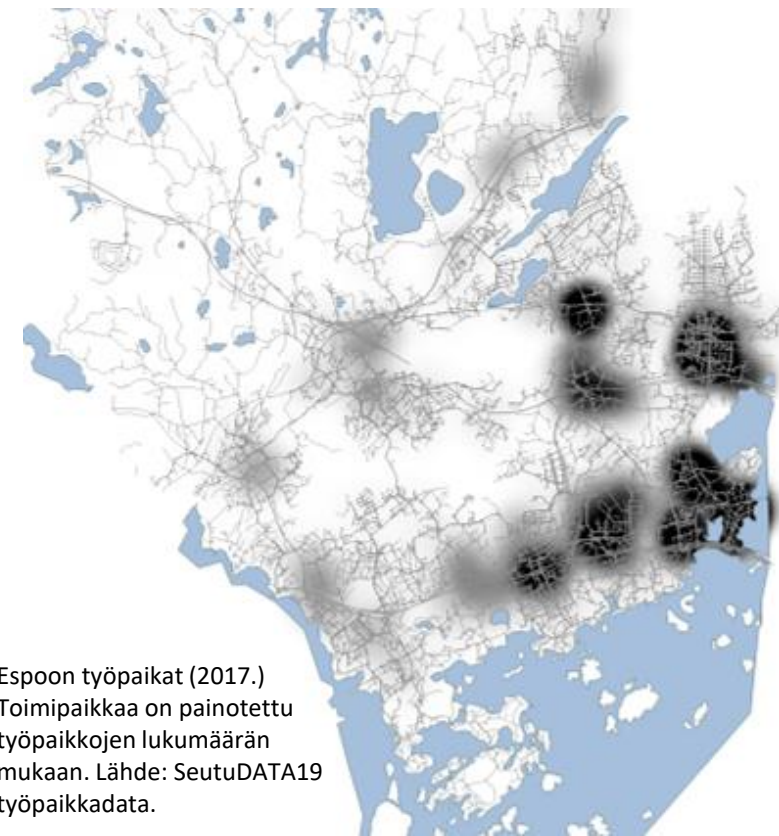 Espoon työpaikat (2017.)
Toimipaikkaa on painotettu
työpaikkojen lukumäärän
mukaan. Lähde: SeutuDATA19
työpaikkadata.